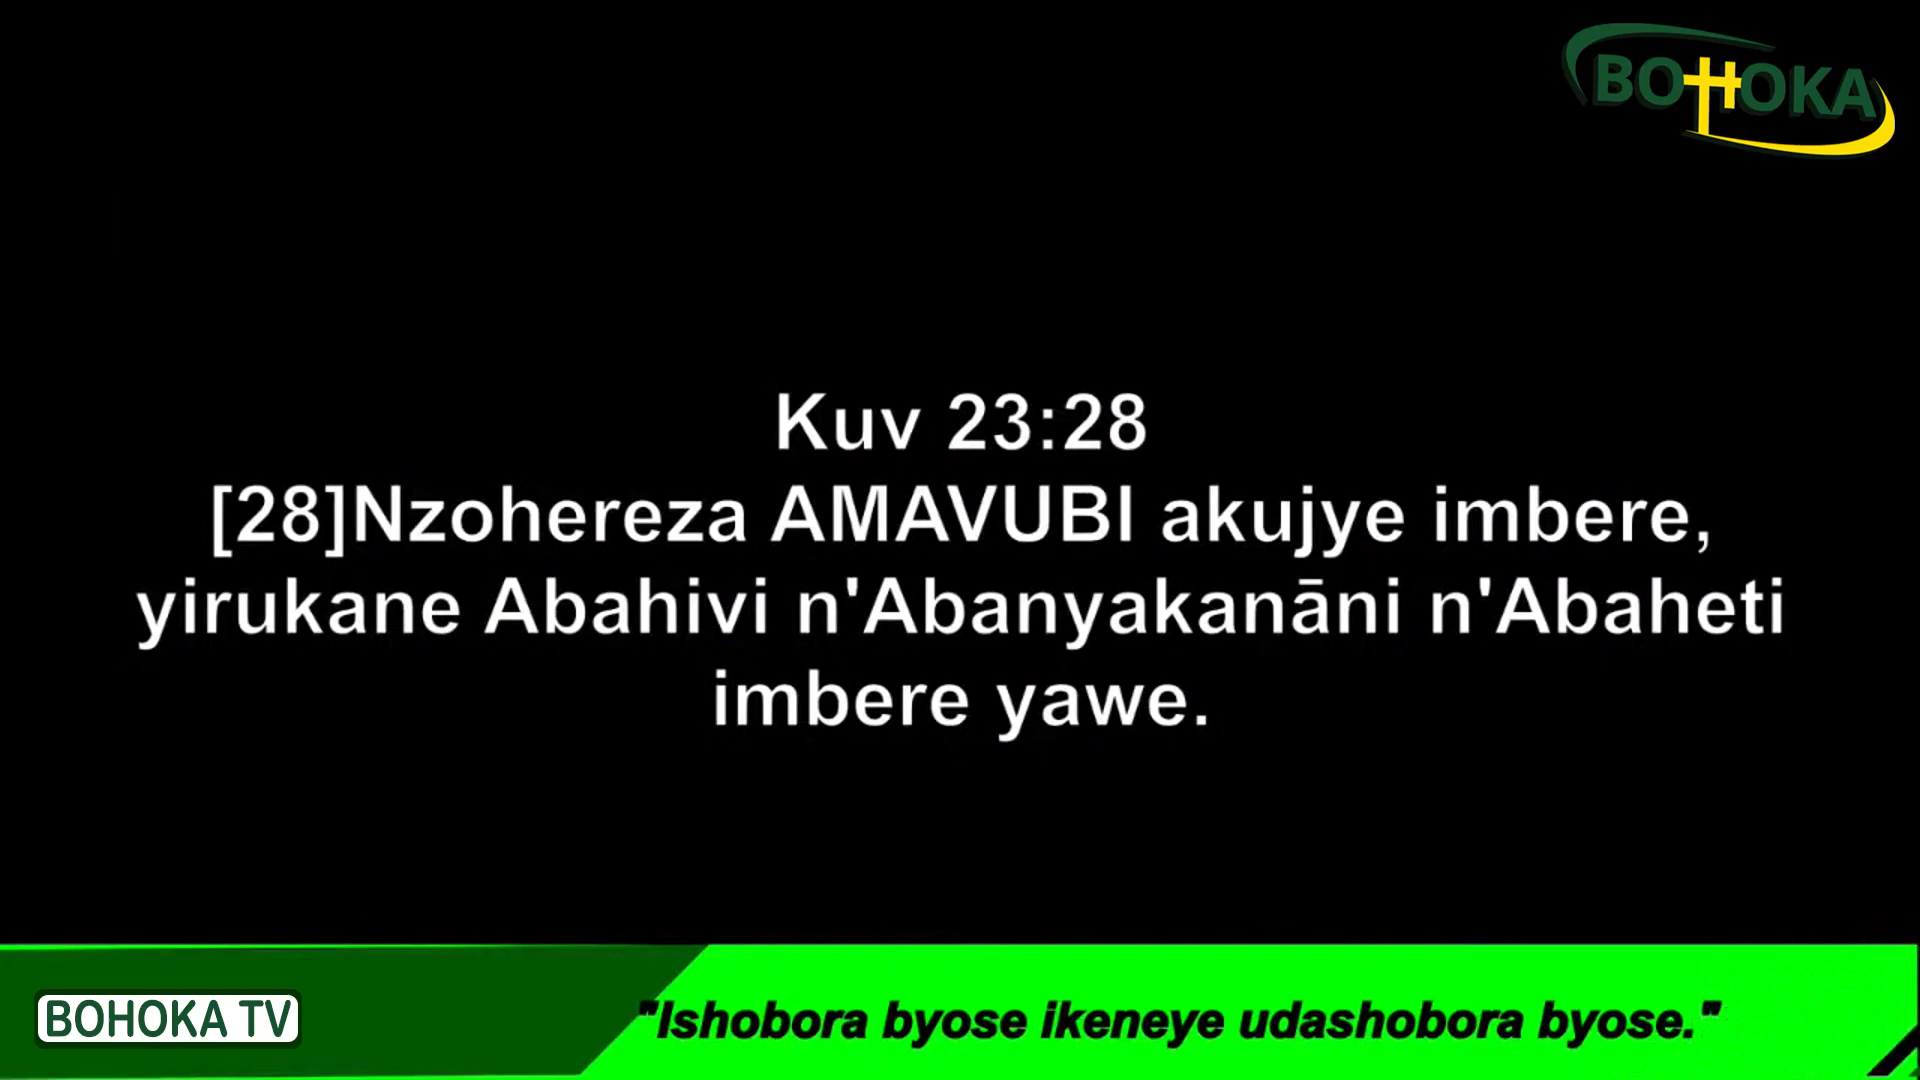 BOHOKA
Kuv 23:28
[28]Nzohereza AMAVUBI akujye imbere,
yirukane Abahivi n'Abanyakanāni n'Abaheti
imbere yawe.
BOHOKA TV
"Ishobora byose ikeneye udashobora byose."